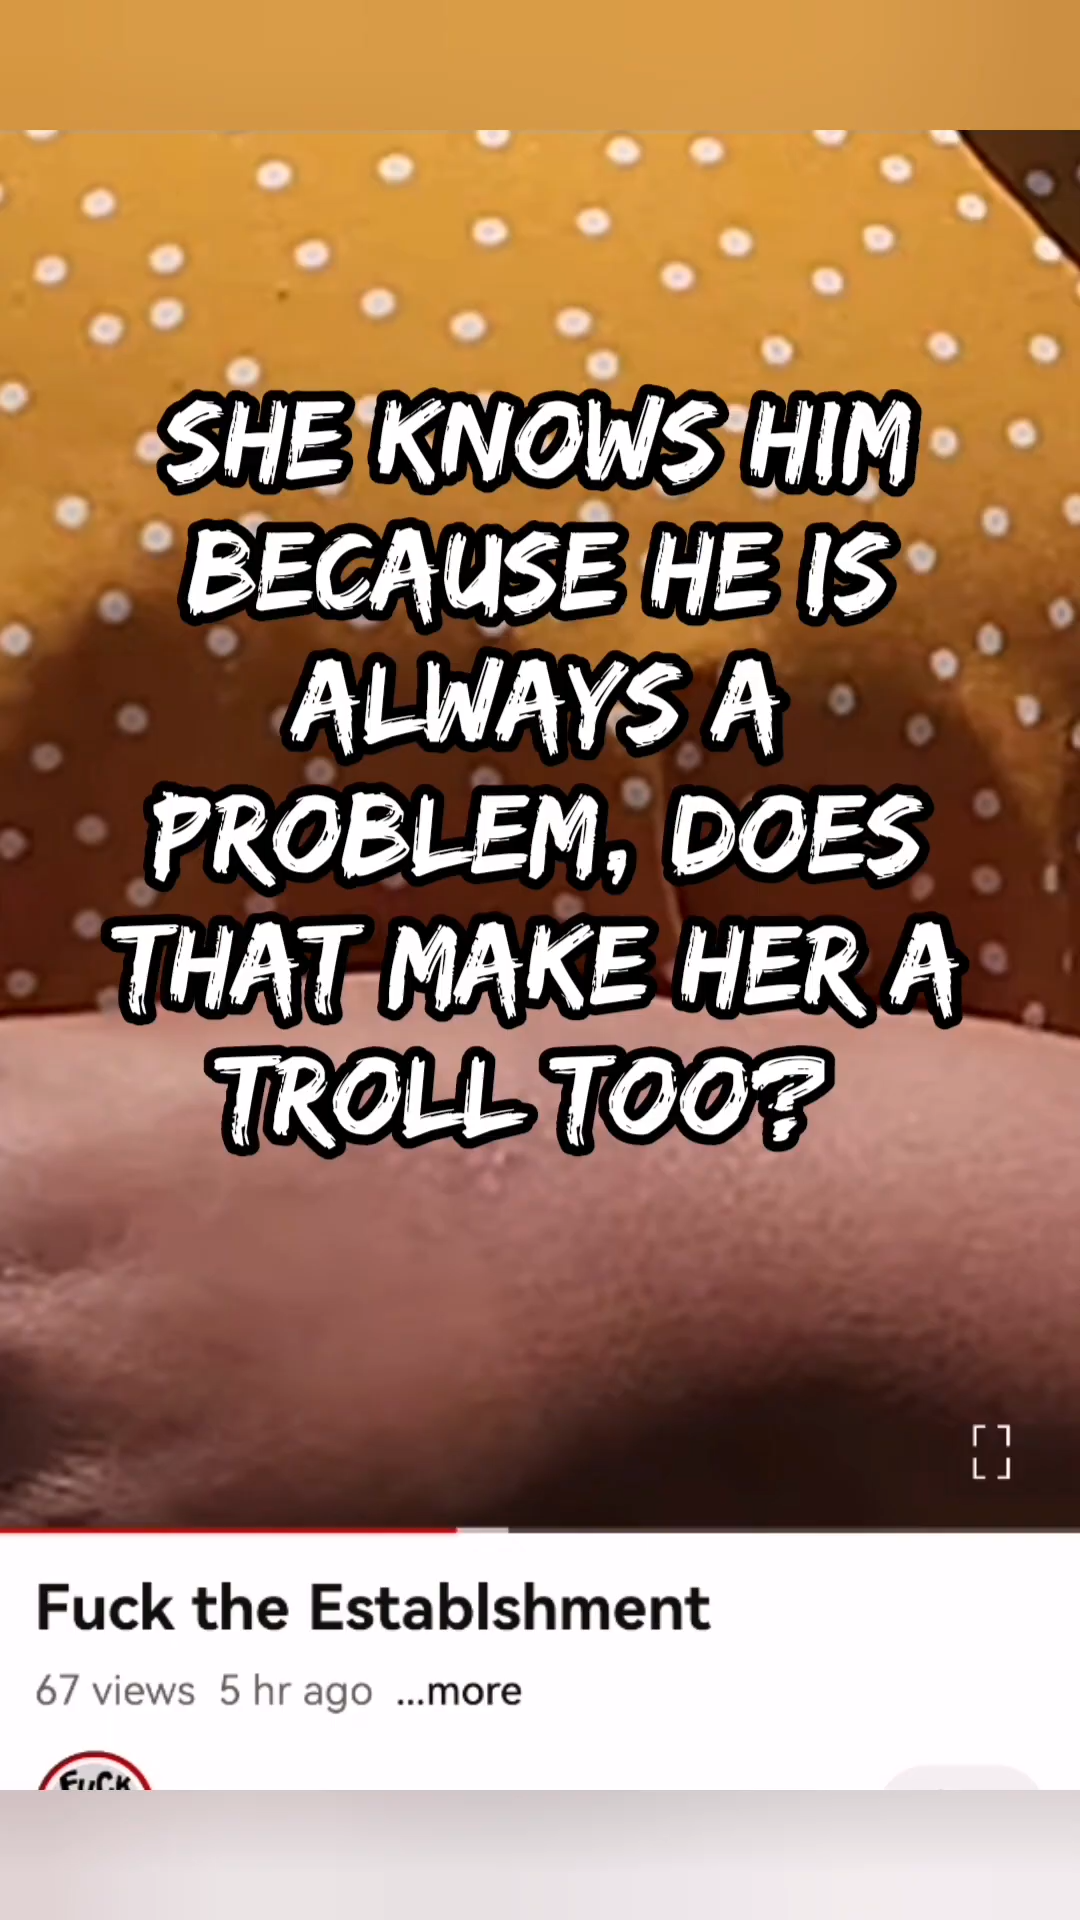 SHE KNOWS HIM
BECAUSE HE IS
ALWAYS A
PROBLEM, DOES
THAT MAKE HER A
TROLL TOO?
Fuck the Establshment
67 views 5 hr ago ...more
FUCK